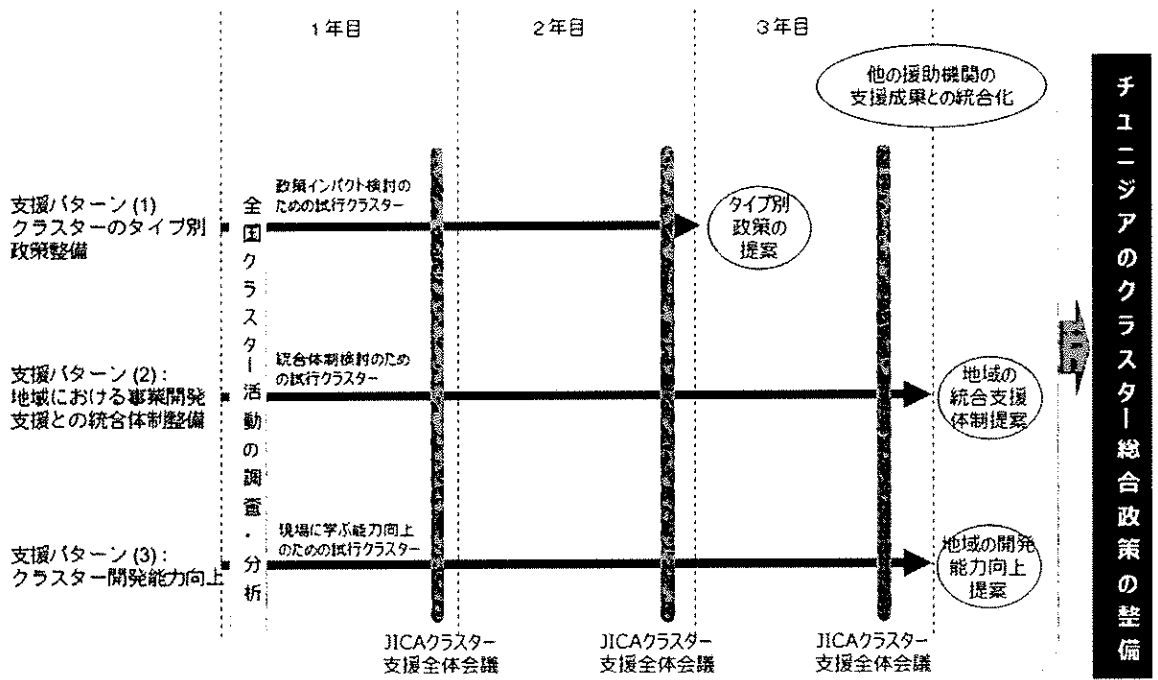 1年目
2年目
3年目
他の援助機関の
支援成果との統合化
支援パターン (1)
クラスターのタイプ別
政策整備
全国クラスター活動の調査・分析
政策インパクト検討の
ための試行クラスター
タイプ別
政策の
提案
支援パターン (2) :
地域における事業開発
支援との統合体制整備
統合体制検討のため
の試行クラスター
地域の
統合支援
体制提案
支援パターン (3) :
クラスター開発能力向上
現場に学ぶ能力向上
のための試行クラスター
地域の開発
能力向上
提案
JICAクラスター
支援全体会議
JICAクラスター
支援全体会議
JICAクラスター
支援全体会議
チュニジアのクラスター総合政策の整備